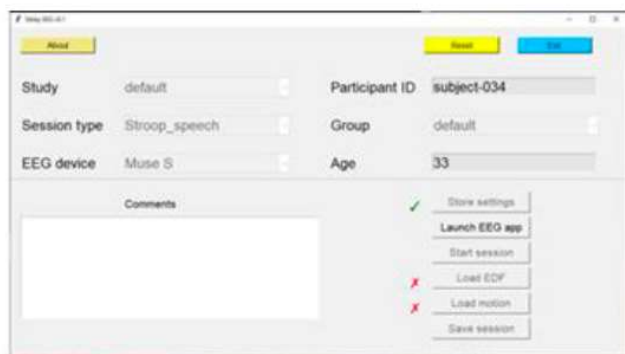 About Reset Exit
Study default Participant ID subject-034
Session type Stroop_speech Group default
EEG device Muse S Age 33
Comments
Store settings
Launch EEG app
Start session
Load EDF
Load motion
Save session